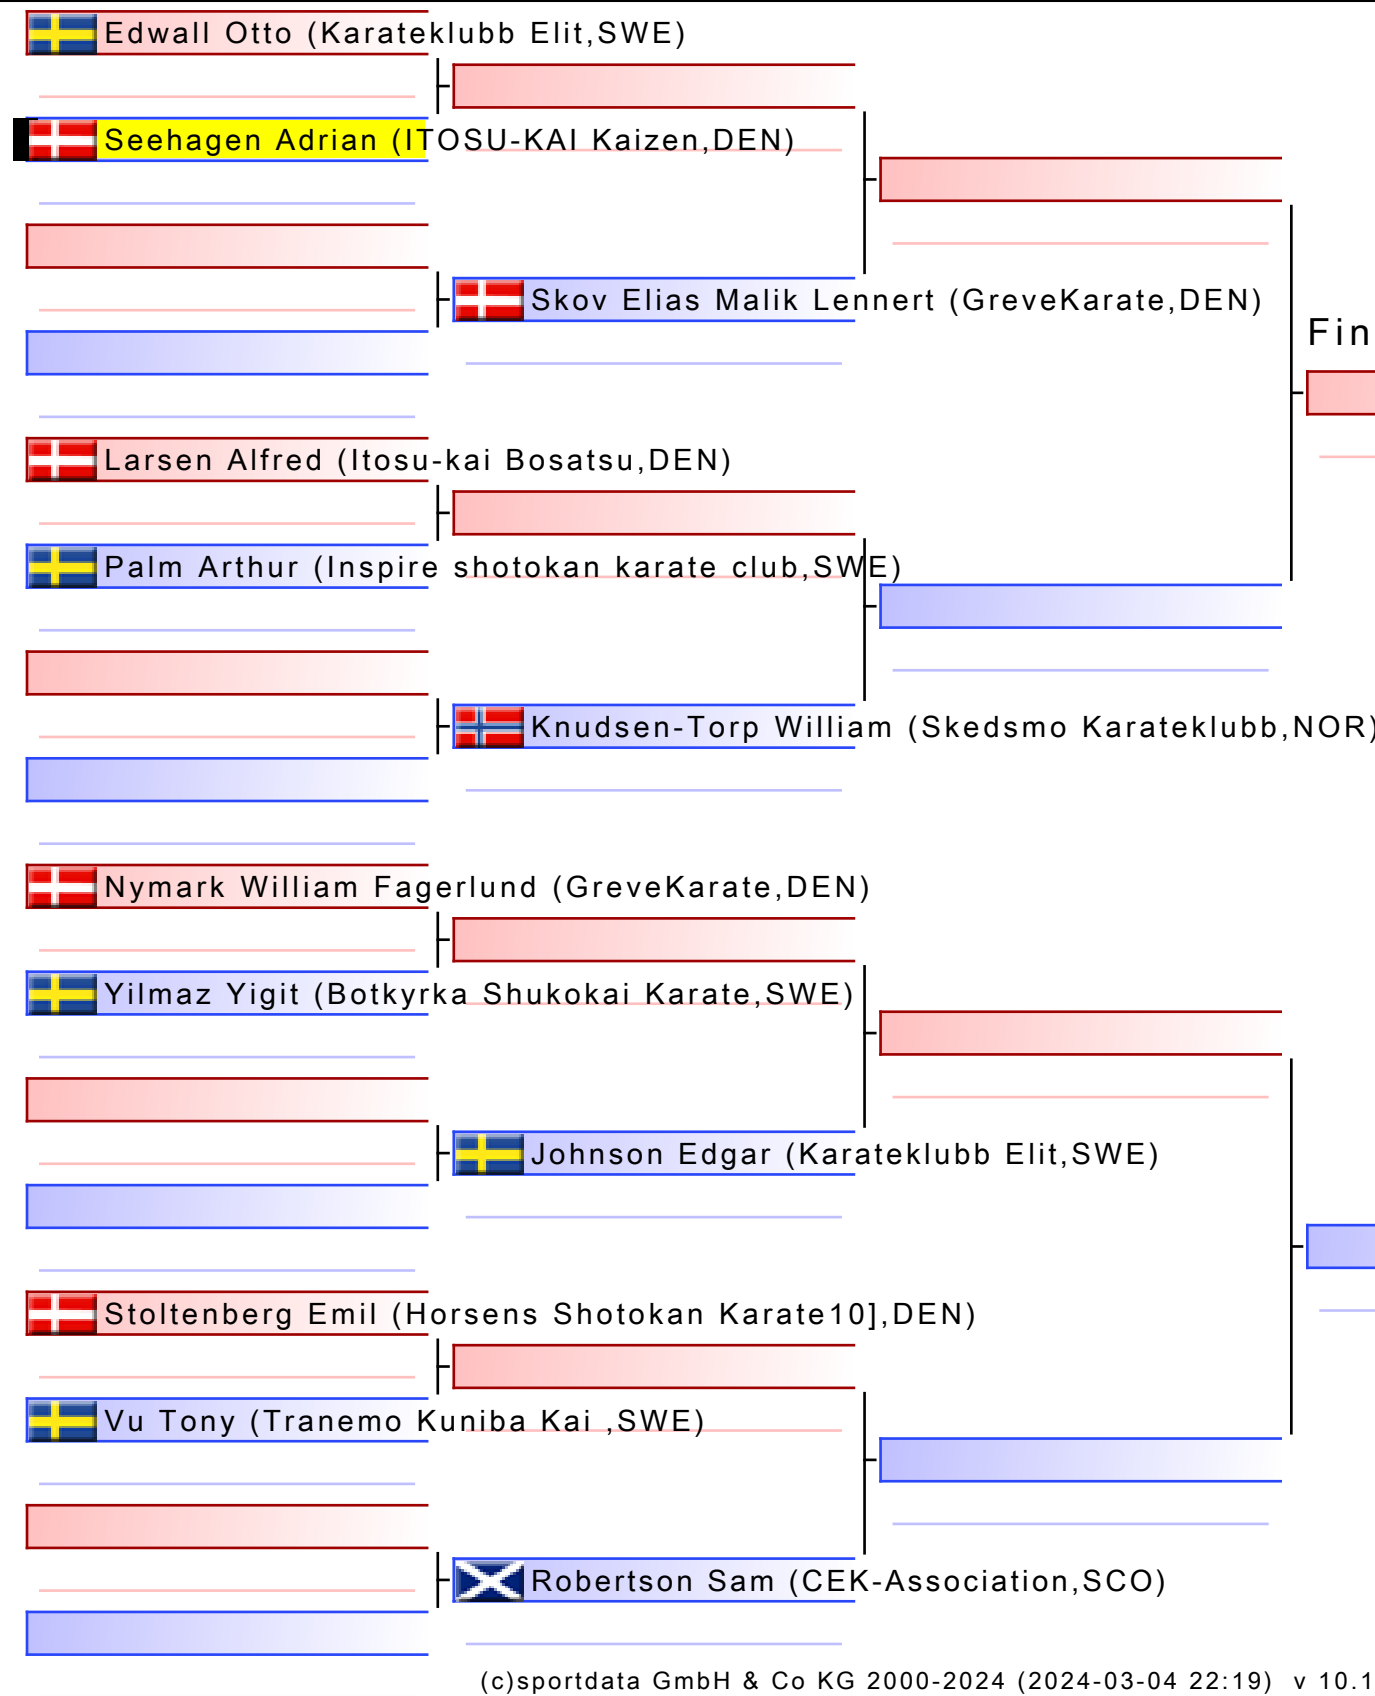 Edwall Otto (Karateklubb Elit,SWE)
Seehagen Adrian (ITOSU-KAI Kaizen,DEN)
Skov Elias Malik Lennert (GreveKarate,DEN)
Fin
Larsen Alfred (Itosu-kai Bosatsu,DEN)
Palm Arthur (Inspire shotokan karate club,SWE)
Knudsen-Torp William (Skedsmo Karateklubb,NOR)
Nymark William Fagerlund (GreveKarate,DEN)
Yilmaz Yigit (Botkyrka Shukokai Karate,SWE)
Johnson Edgar (Karateklubb Elit,SWE)
Stoltenberg Emil (Horsens Shotokan Karate10],DEN)
Vu Tony (Tranemo Kuniba Kai ,SWE)
Robertson Sam (CEK-Association,SCO)
(c)sportdata GmbH & Co KG 2000-2024 (2024-03-04 22:19) v 10.1